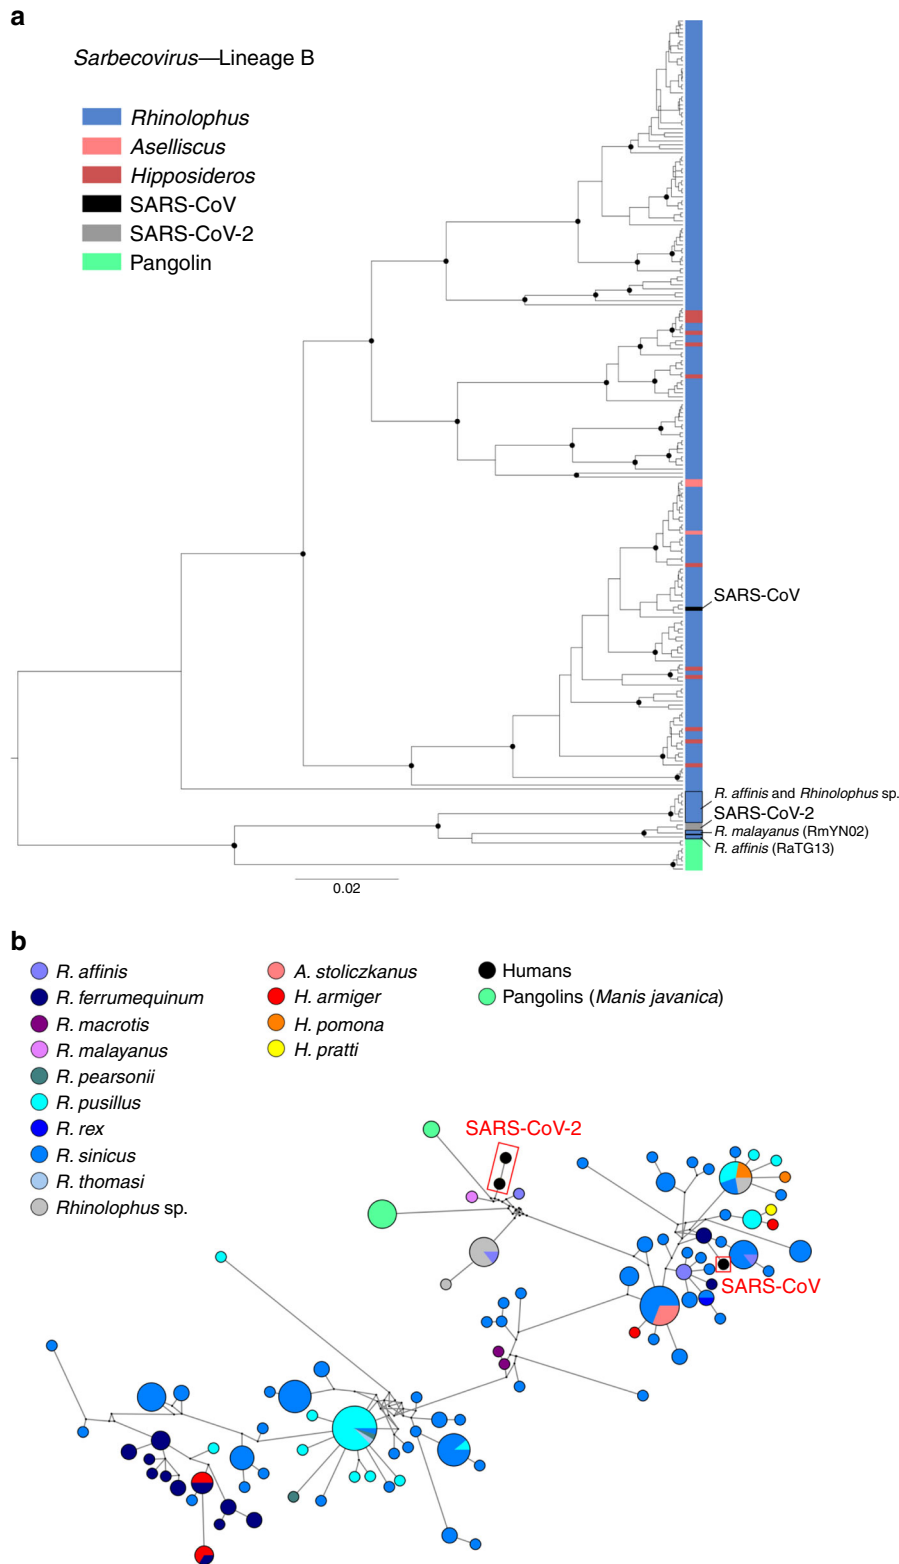 a
Sarbecovirus—Lineage B
Rhinolophus
Aselliscus
Hipposideros
SARS-CoV
SARS-CoV-2
Pangolin
SARS-CoV
R. affinis and Rhinolophus sp.
SARS-CoV-2
R. malayanus (RmYN02)
R. affinis (RaTG13)
0.02
b
R. affinis
R. ferrumequinum
R. macrotis
R. malayanus
R. pearsonii
R. pusillus
R. rex
R. sinicus
R. thomasi
Rhinolophus sp.
A. stoliczkanus
H. armiger
H. pomona
H. pratti
Humans
Pangolins (Manis javanica)
SARS-CoV-2
SARS-CoV